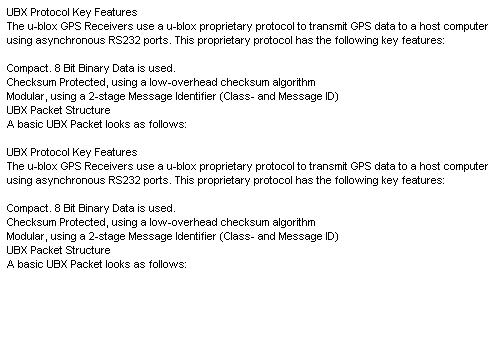 UBX Protocol Key Features
The u-blox GPS Receivers use a u-blox proprietary protocol to transmit GPS data to a host computer
using asynchronous RS232 ports. This proprietary protocol has the following key features:
Compact. 8 Bit Binary Data is used.
Checksum Protected, using a low-overhead checksum algorithm
Modular, using a 2-stage Message Identifier (Class- and Message ID)
UBX Packet Structure
A basic UBX Packet looks as follows:
UBX Protocol Key Features
The u-blox GPS Receivers use a u-blox proprietary protocol to transmit GPS data to a host computer
using asynchronous RS232 ports. This proprietary protocol has the following key features:
Compact. 8 Bit Binary Data is used.
Checksum Protected, using a low-overhead checksum algorithm
Modular, using a 2-stage Message Identifier (Class- and Message ID)
UBX Packet Structure
A basic UBX Packet looks as follows: